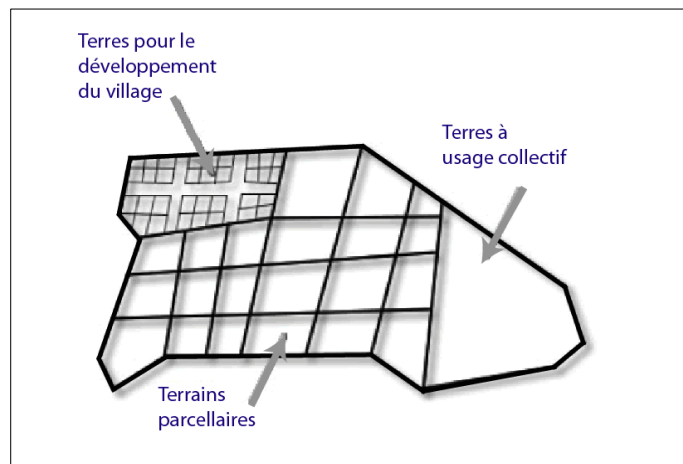 Terres pour le
développement
du village
Terres à
usage collectif
Terrains
parcellaires